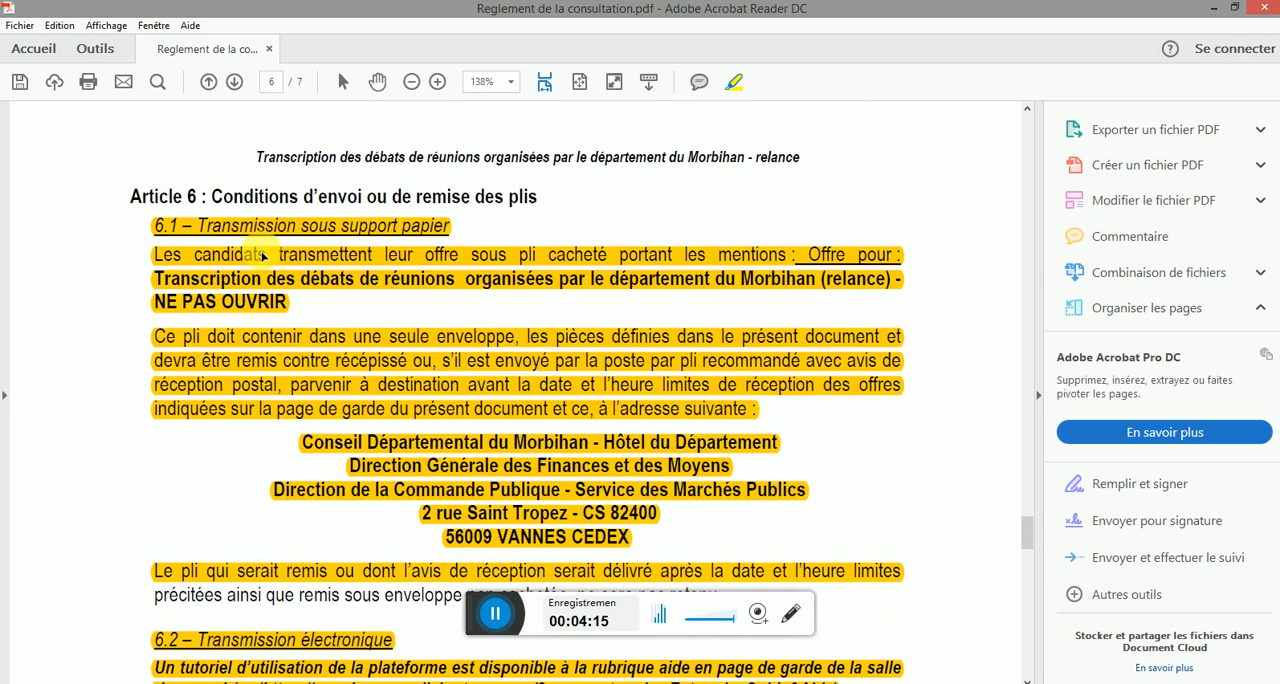 Reglement de la consultation.pdf - Adobe Acrobat Reader DC
Fichier Edition Affichage Fenêtre Aide
Accueil Outils Reglement de la co... × Se connecter
6 / 7 138%
Transcription des débats de réunions organisées par le département du Morbihan - relance
Article 6 : Conditions d'envoi ou de remise des plis
6.1 – Transmission sous support papier
Les candidats transmettent leur offre sous pli cacheté portant les mentions : Offre pour :
Transcription des débats de réunions organisées par le département du Morbihan (relance) -
NE PAS OUVRIR
Ce pli doit contenir dans une seule enveloppe, les pièces définies dans le présent document et
devra être remis contre récépissé ou, s'il est envoyé par la poste par pli recommandé avec avis de
réception postal, parvenir à destination avant la date et l'heure limites de réception des offres
indiquées sur la page de garde du présent document et ce, à l'adresse suivante :
Conseil Départemental du Morbihan - Hôtel du Département
Direction Générale des Finances et des Moyens
Direction de la Commande Publique - Service des Marchés Publics
2 rue Saint Tropez - CS 82400
56009 VANNES CEDEX
Le pli qui serait remis ou dont l'avis de réception serait délivré après la date et l'heure limites
précitées ainsi que remis sous enveloppe
6.2 – Transmission électronique
Un tutoriel d'utilisation de la plateforme est disponible à la rubrique aide en page de garde de la salle
Enregistremen
00:04:15
Exporter un fichier PDF
Créer un fichier PDF
Modifier le fichier PDF
Commentaire
Combinaison de fichiers
Organiser les pages
Adobe Acrobat Pro DC
Supprimez, insérez, extrayez ou faites
pivoter les pages.
En savoir plus
Remplir et signer
Envoyer pour signature
Envoyer et effectuer le suivi
Autres outils
Stocker et partager les fichiers dans
Document Cloud
En savoir plus